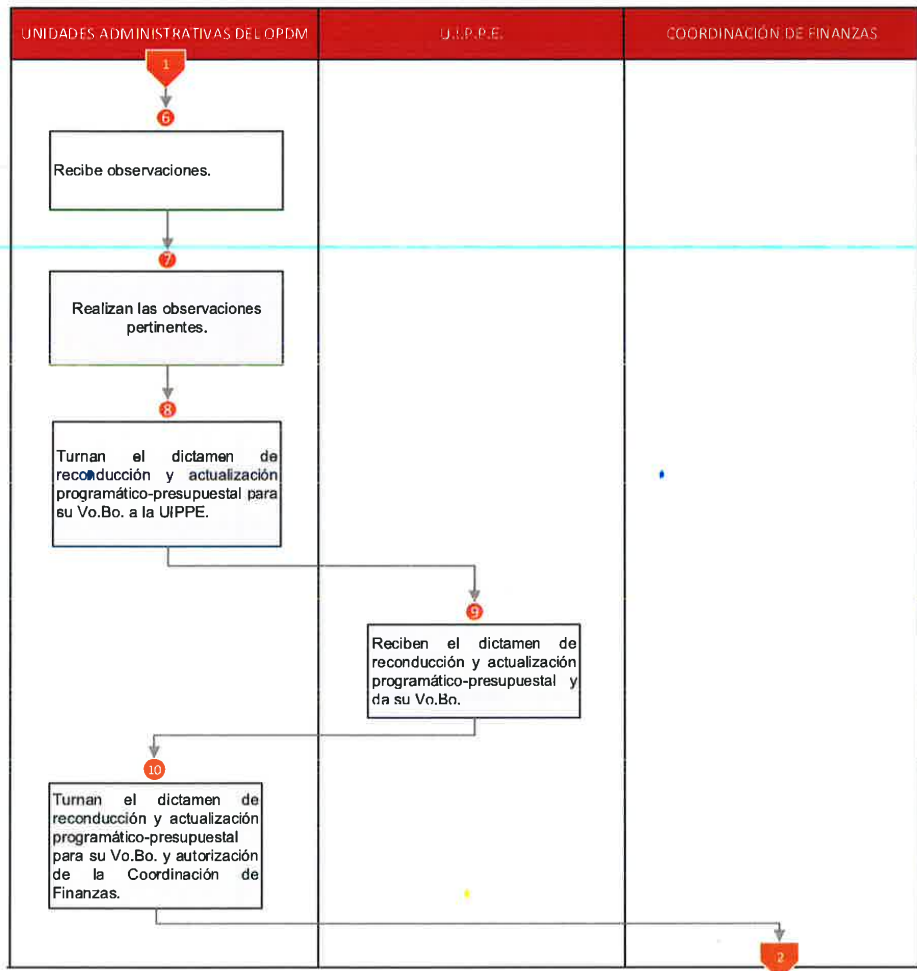 UNIDADES ADMINISTRATIVAS DEL OPDM
U.I.P.P.E.
COORDINACIÓN DE FINANZAS
1
6
Recibe observaciones.
7
Realizan las observaciones
pertinentes.
8
Turnan el dictamen de
reconducción y actualización
programático-presupuestal para
su Vo.Bo. a la UIPPE.
9
Reciben el dictamen de
reconducción y actualización
programático-presupuestal y
da su Vo.Bo.
10
Turnan el dictamen de
reconducción y actualización
programático-presupuestal
para su Vo.Bo. y autorización
de la Coordinación de
Finanzas.
2